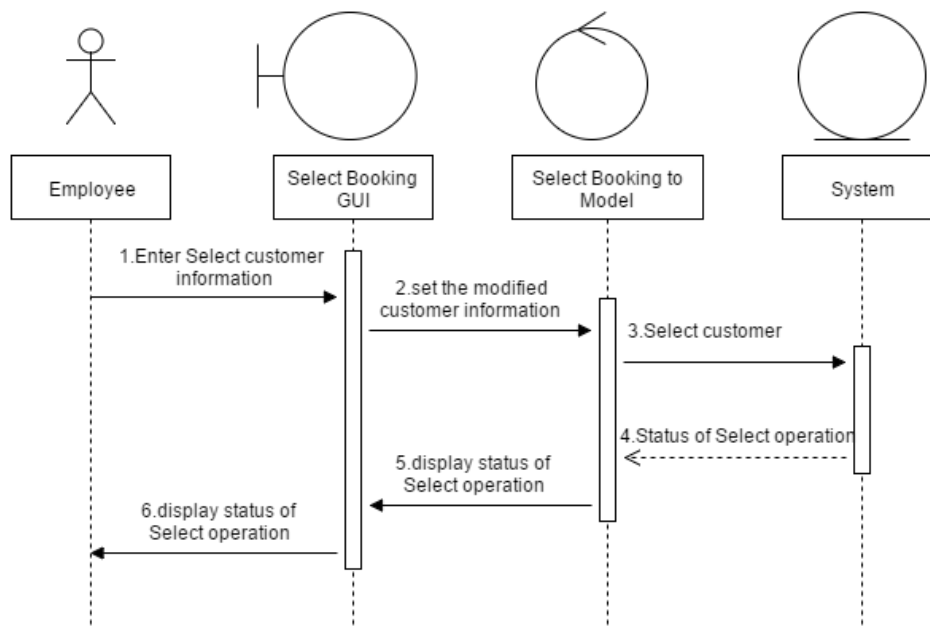 Employee
Select Booking
GUI
Select Booking to
Model
System
1.Enter Select customer
information
2.set the modified
customer information
3.Select customer
4.Status of Select operation
5.display status of
Select operation
6.display status of
Select operation